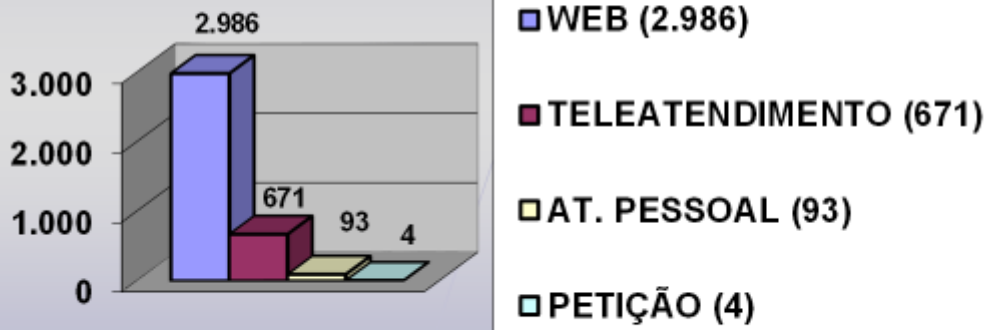 2.986
3.000
2.000
1.000
0
671
93
4
WEB (2.986)
TELEATENDIMENTO (671)
AT. PESSOAL (93)
PETIÇÃO (4)